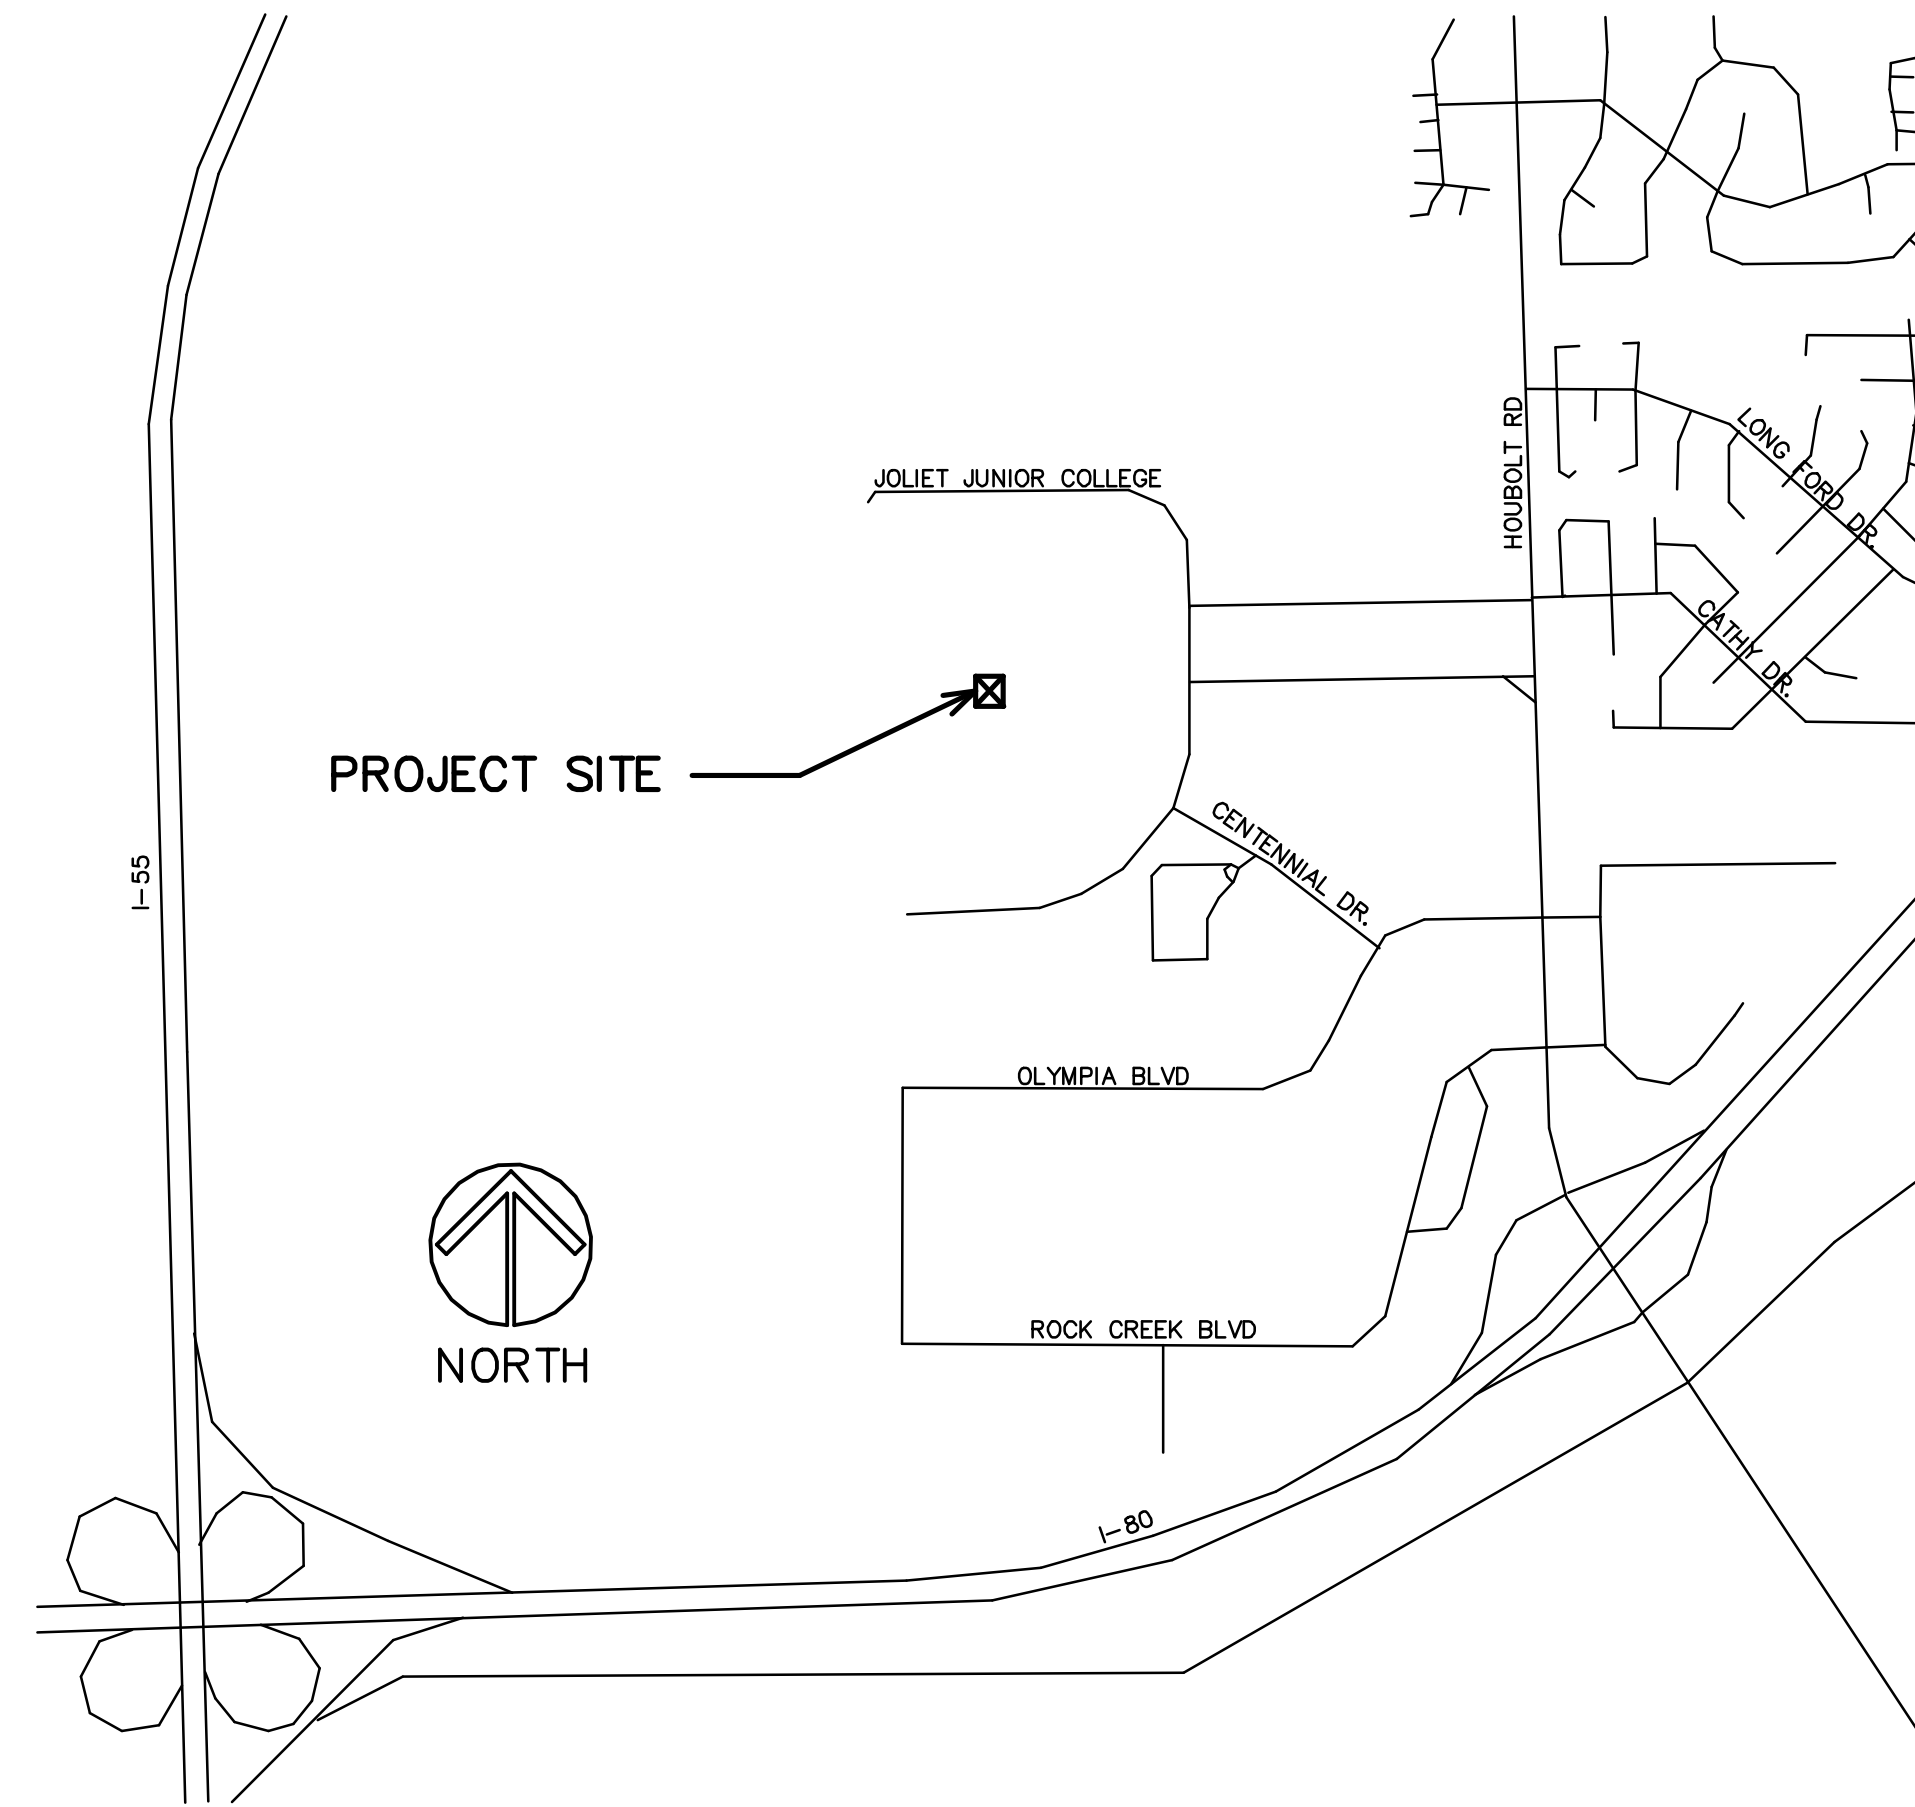 HOUBOLT RD
LONG FORD DR.
JOLIET JUNIOR COLLEGE
CATHY DR.
PROJECT SITE
CENTENNIAL DR.
I-55
OLYMPIA BLVD
ROCK CREEK BLVD
NORTH
I-80